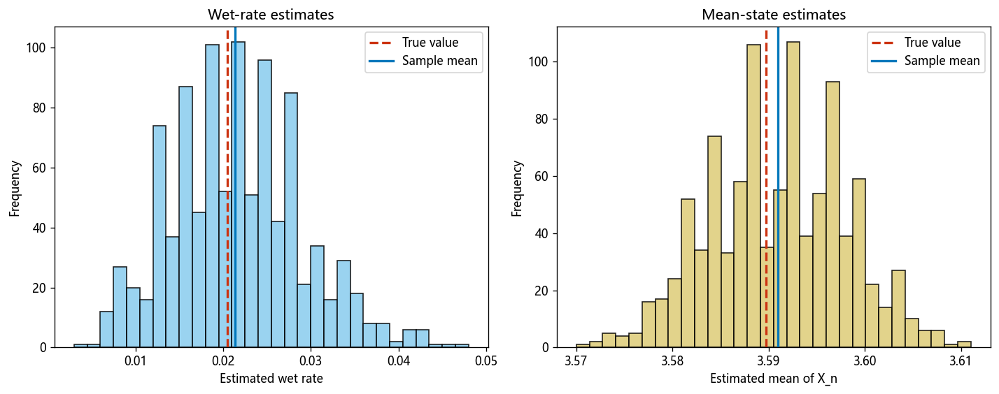 Wet-rate estimates
100
80
60
40
20
0
Frequency
True value
Sample mean
0.01
0.02
0.03
0.04
0.05
Estimated wet rate
Mean-state estimates
100
80
60
40
20
0
Frequency
True value
Sample mean
3.57
3.58
3.59
3.60
3.61
Estimated mean of X_n